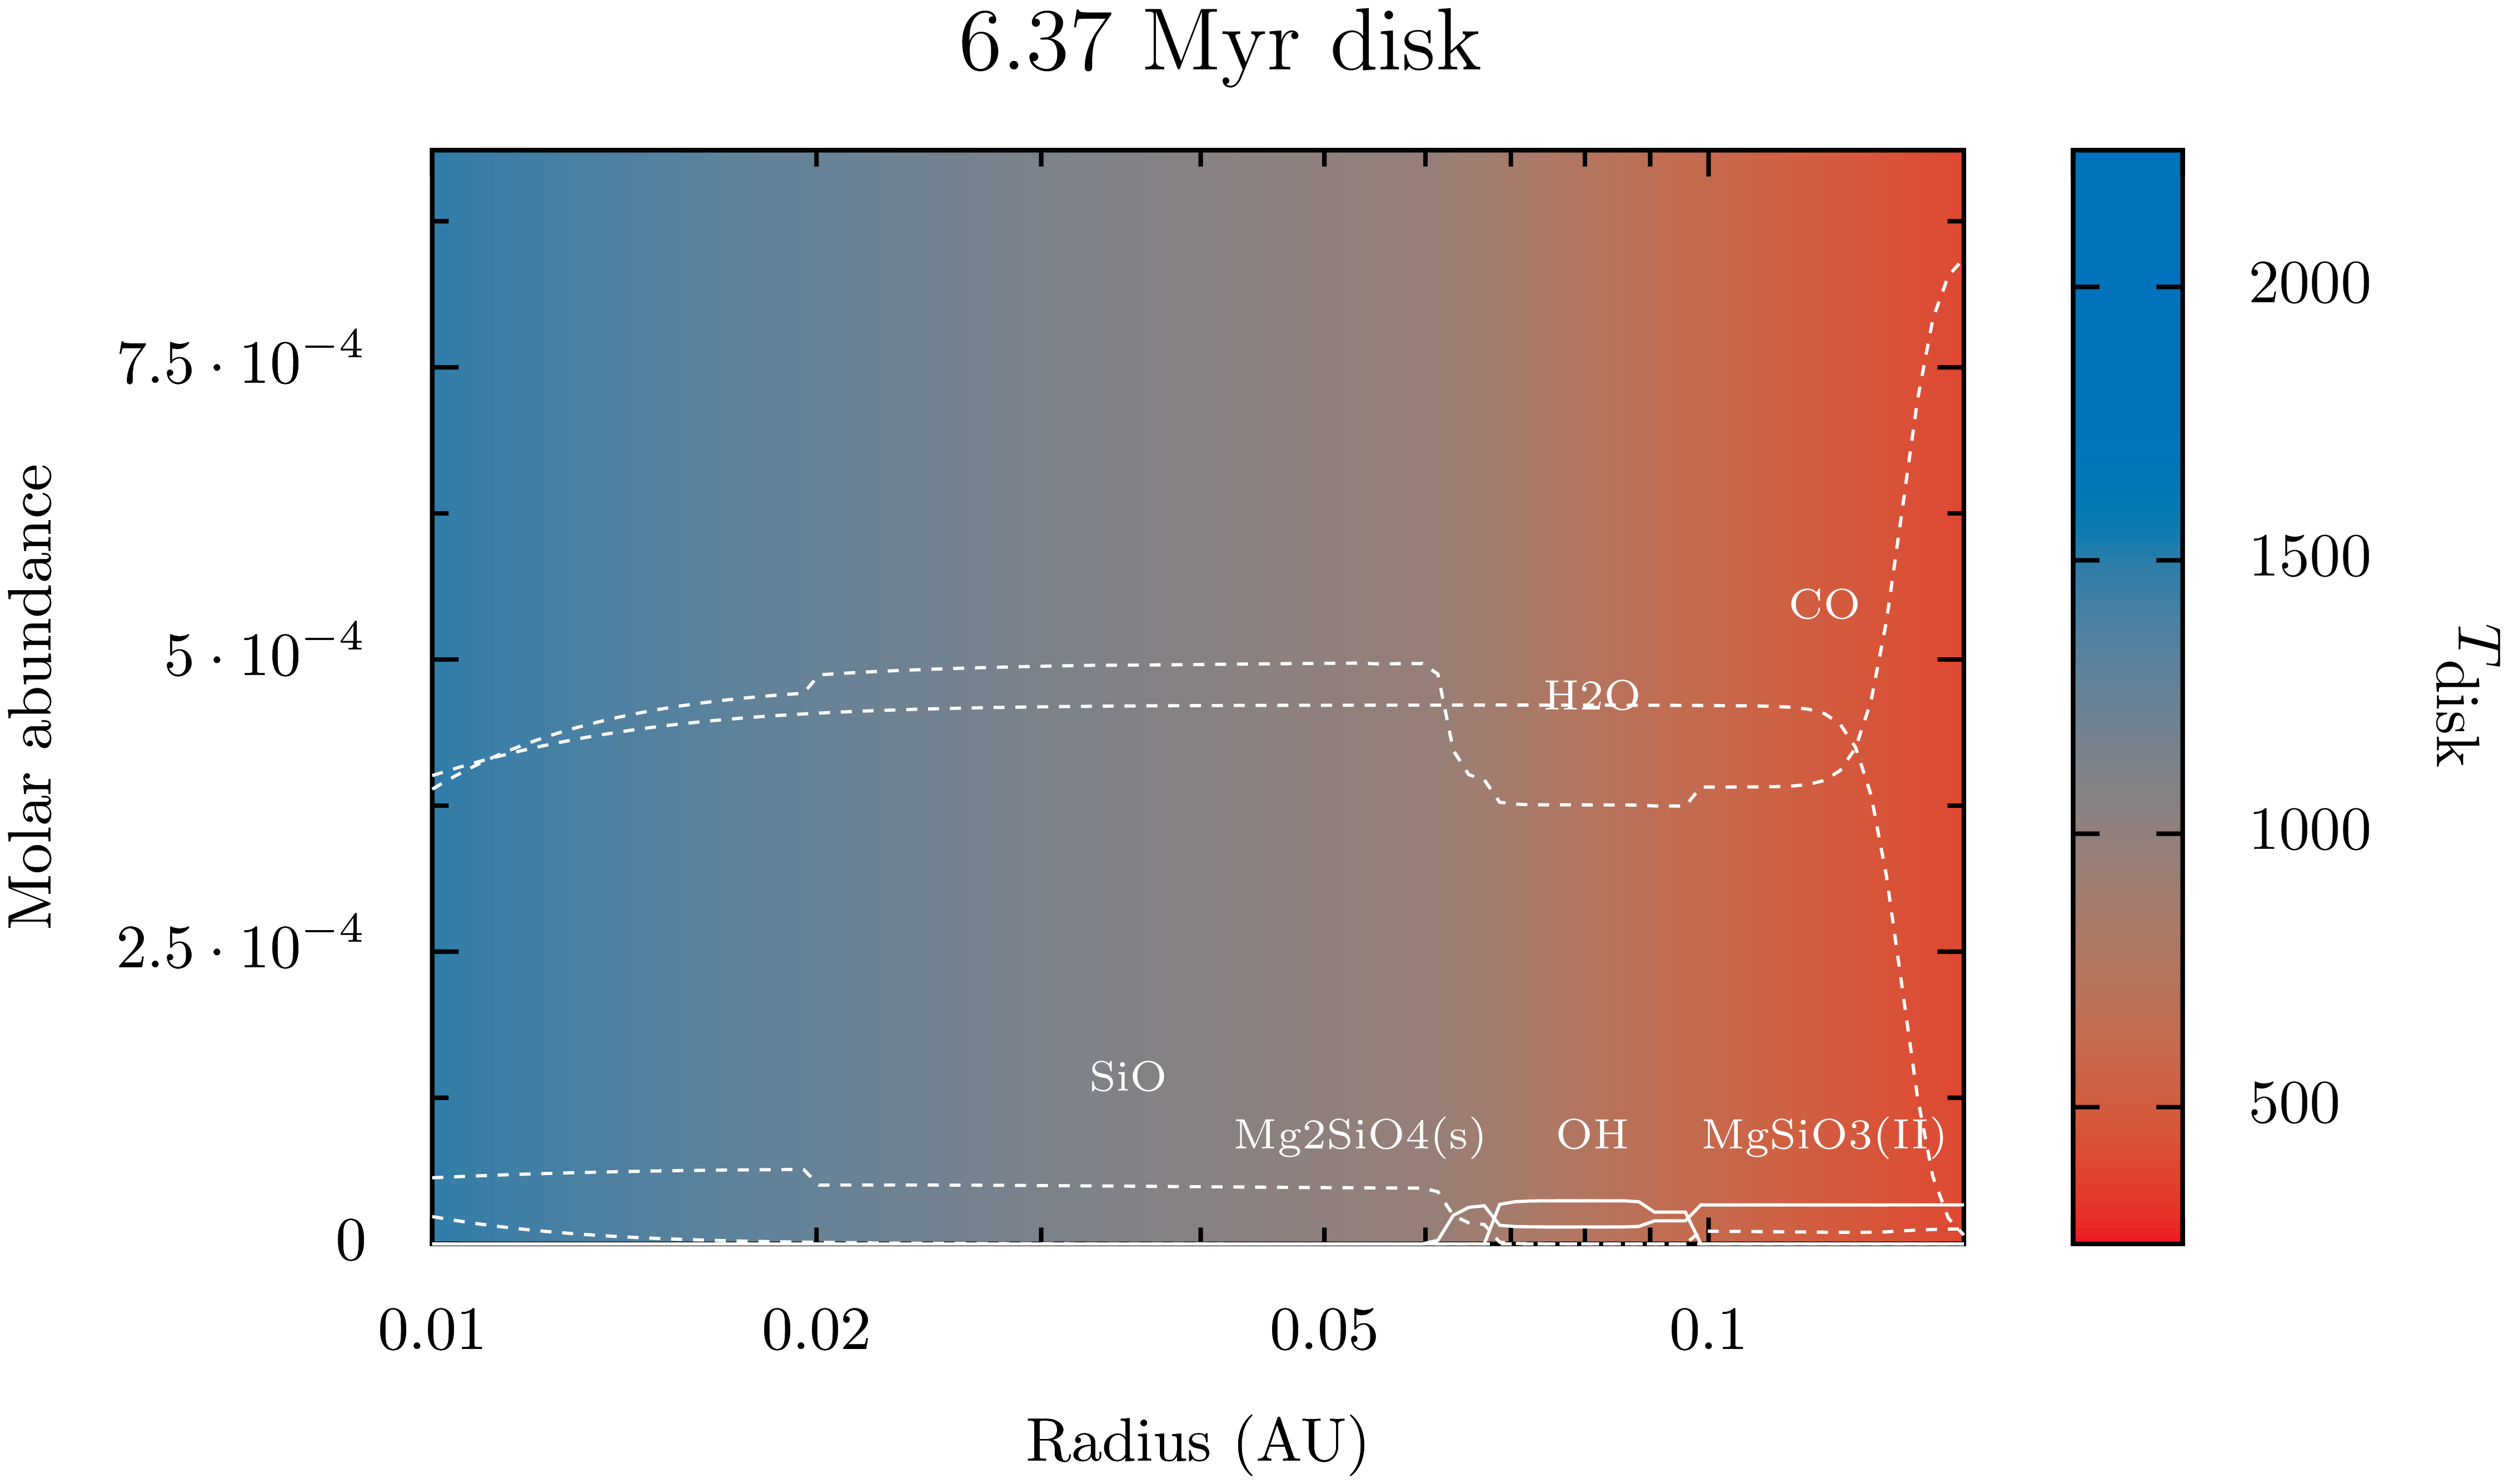 6.37 Myr disk
Molar abundance
7.5 · 10⁻⁴
5 · 10⁻⁴
2.5 · 10⁻⁴
0
CO
H2O
SiO
Mg2SiO4(s)
OH
MgSiO3(II)
0.01
0.02
0.05
0.1
Radius (AU)
2000
1500
1000
500
T_disk